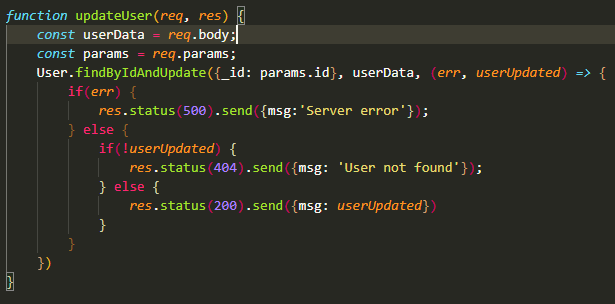 function updateUser(req, res) {
const userData = req.body;
const params = req.params;
User.findByIdAndUpdate({_id: params.id}, userData, (err, userUpdated) => {
if(err) {
res.status(500).send({msg:'Server error'});
} else {
if(!userUpdated) {
res.status(404).send({msg: 'User not found'});
} else {
res.status(200).send({msg: userUpdated})
}
}
})
}